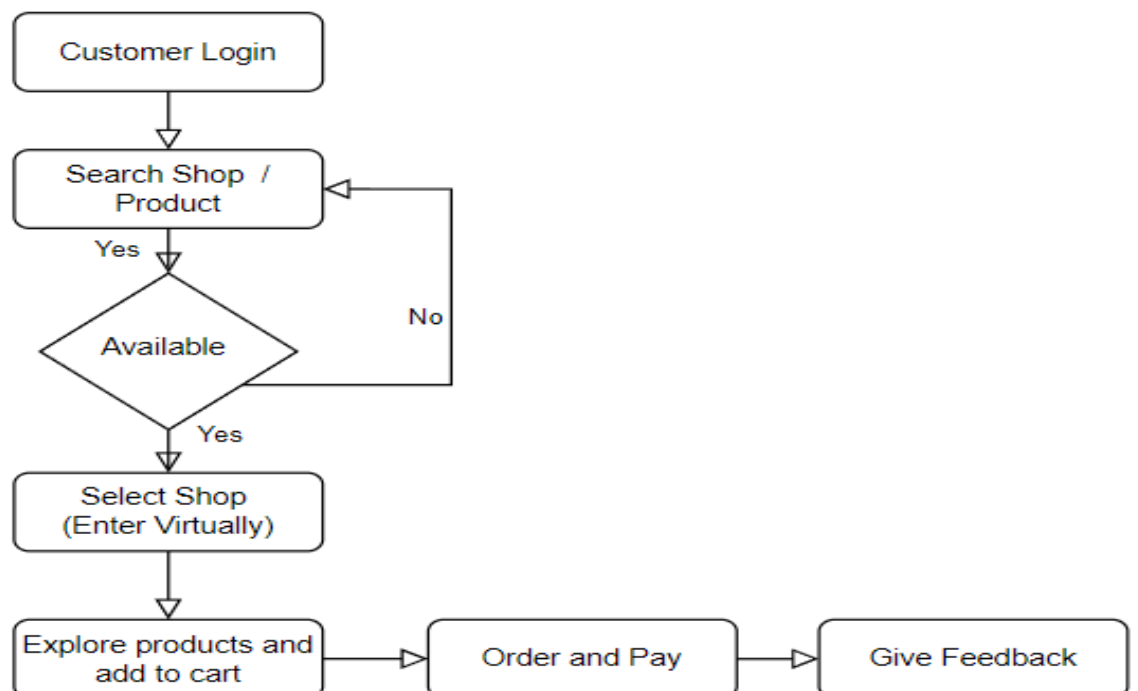 Customer Login
Search Shop /
Product
Yes
Available
No
Yes
Select Shop
(Enter Virtually)
Explore products and
add to cart
Order and Pay
Give Feedback